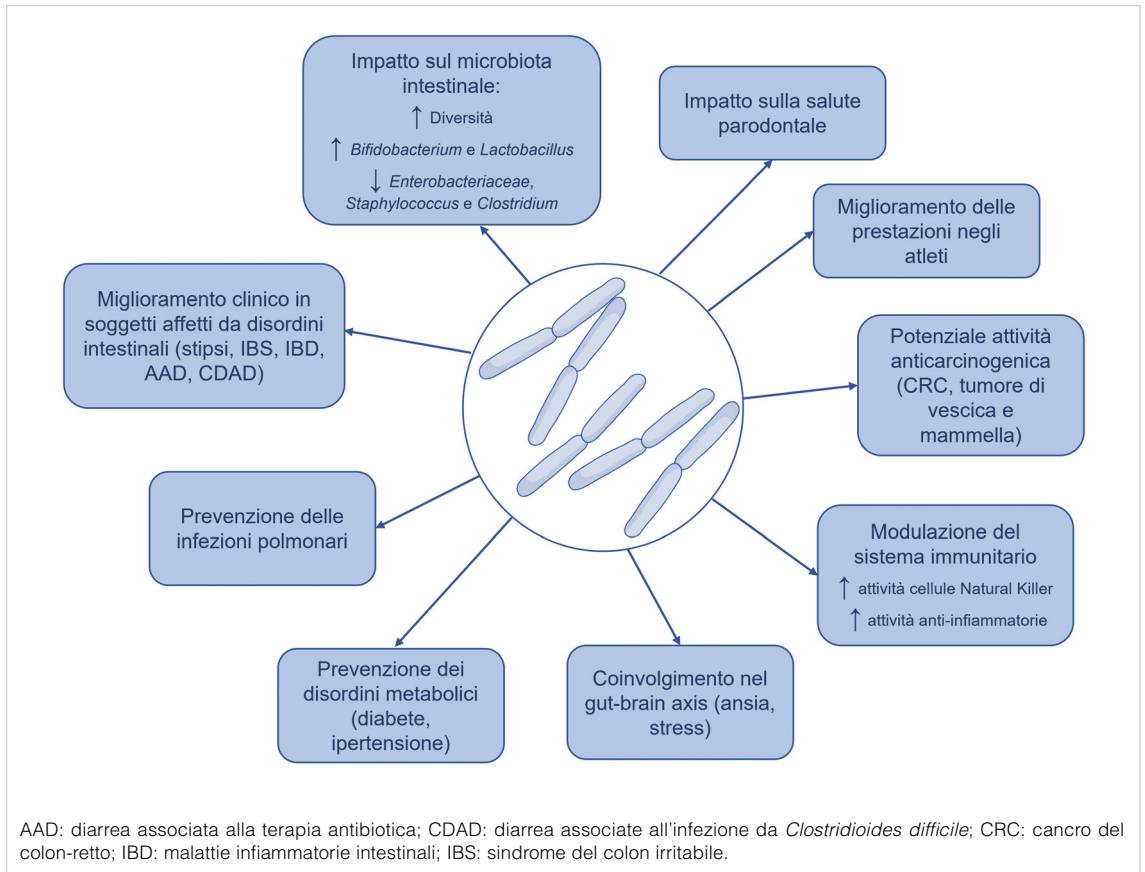 Impatto sul microbiota
intestinale:
↑ Diversità
↑ Bifidobacterium e Lactobacillus
↓ Enterobacteriaceae,
Staphylococcus e Clostridium
Impatto sulla salute
parodontale
Miglioramento delle
prestazioni negli
atleti
Potenziale attività
anticarcinogenica
(CRC, tumore di
vescica e
mammella)
Modulazione del
sistema immunitario
↑ attività cellule Natural Killer
↑ attività anti-infiammatorie
Coinvolgimento nel
gut-brain axis (ansia,
stress)
Prevenzione dei
disordini metabolici
(diabete,
ipertensione)
Prevenzione delle
infezioni polmonari
Miglioramento clinico in
soggetti affetti da disordini
intestinali (stipsi, IBS, IBD,
AAD, CDAD)
AAD: diarrea associata alla terapia antibiotica; CDAD: diarrea associate all’infezione da Clostridioides difficile; CRC: cancro del
colon-retto; IBD: malattie infiammatorie intestinali; IBS: sindrome del colon irritabile.